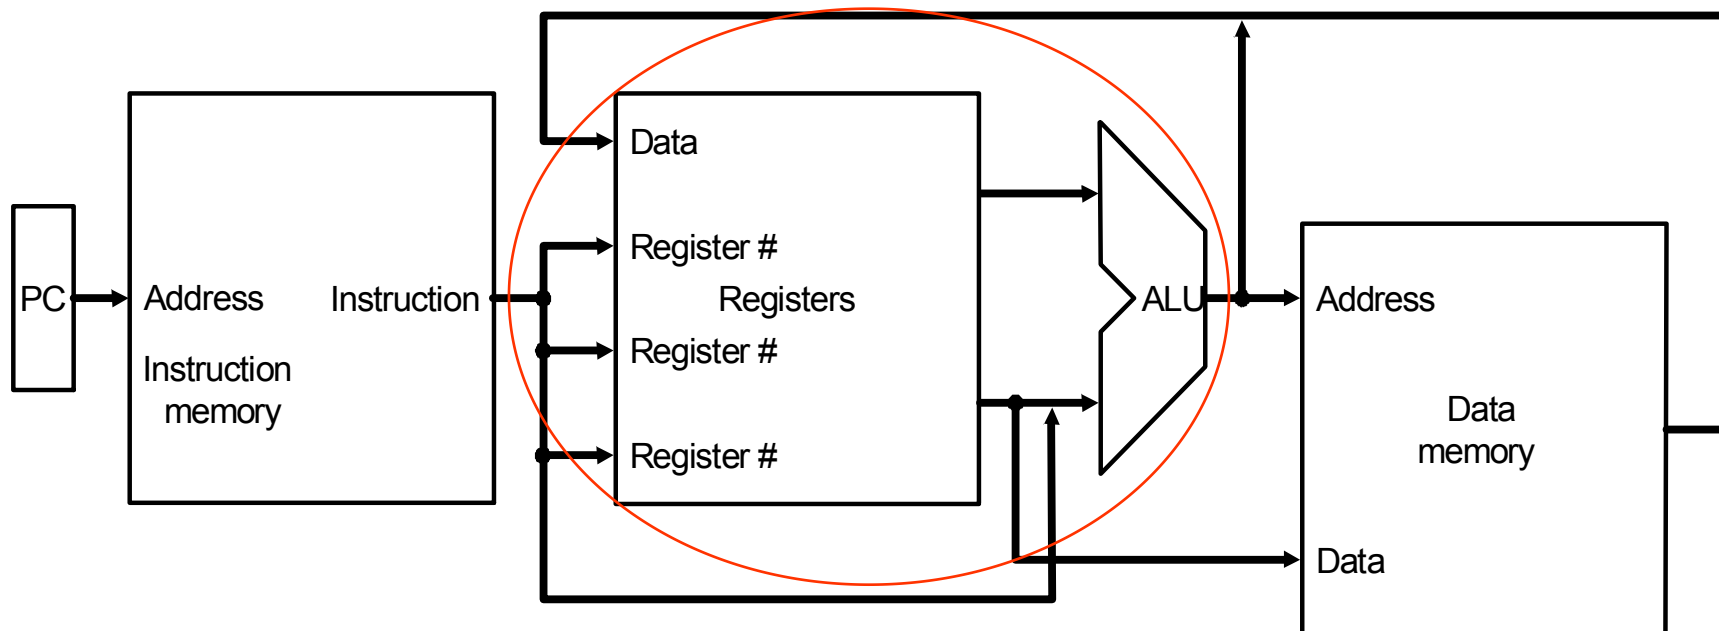 PC
Address
Instruction
Instruction
memory
Data
Register #
Registers
Register #
Register #
ALU
Address
Data
memory
Data